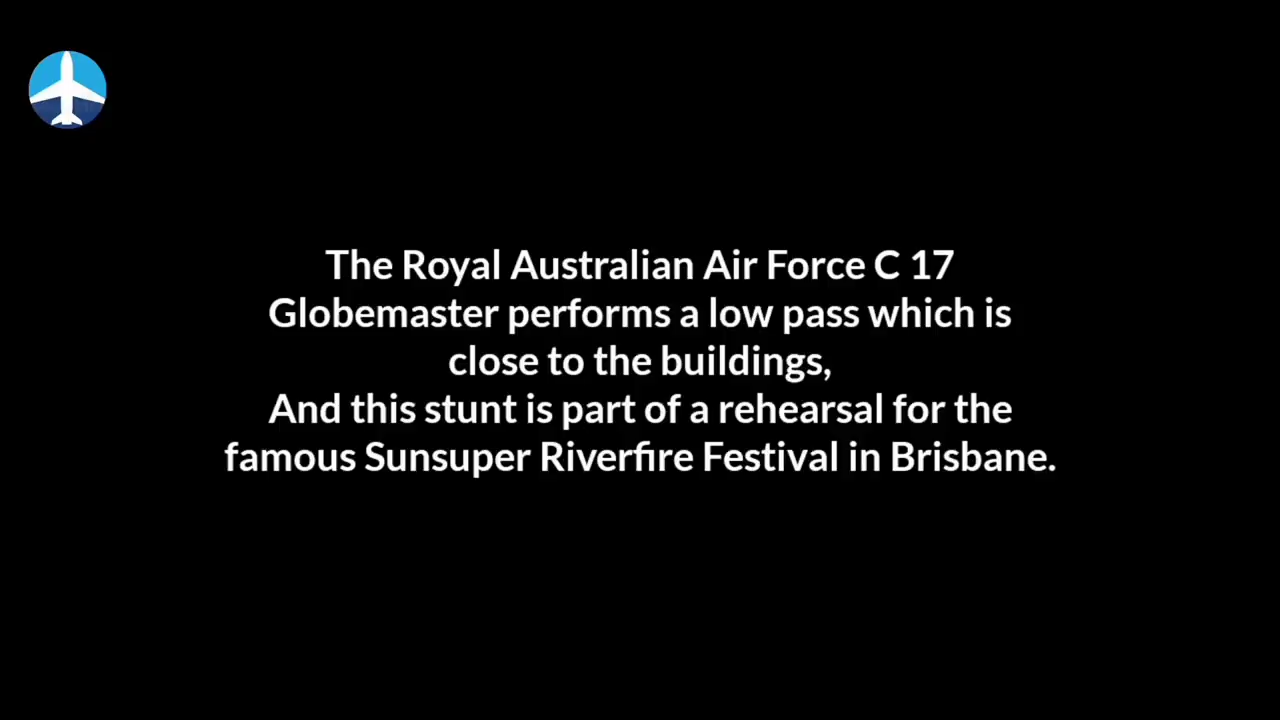 The Royal Australian Air Force C 17
Globemaster performs a low pass which is
close to the buildings,
And this stunt is part of a rehearsal for the
famous Sunsuper Riverfire Festival in Brisbane.